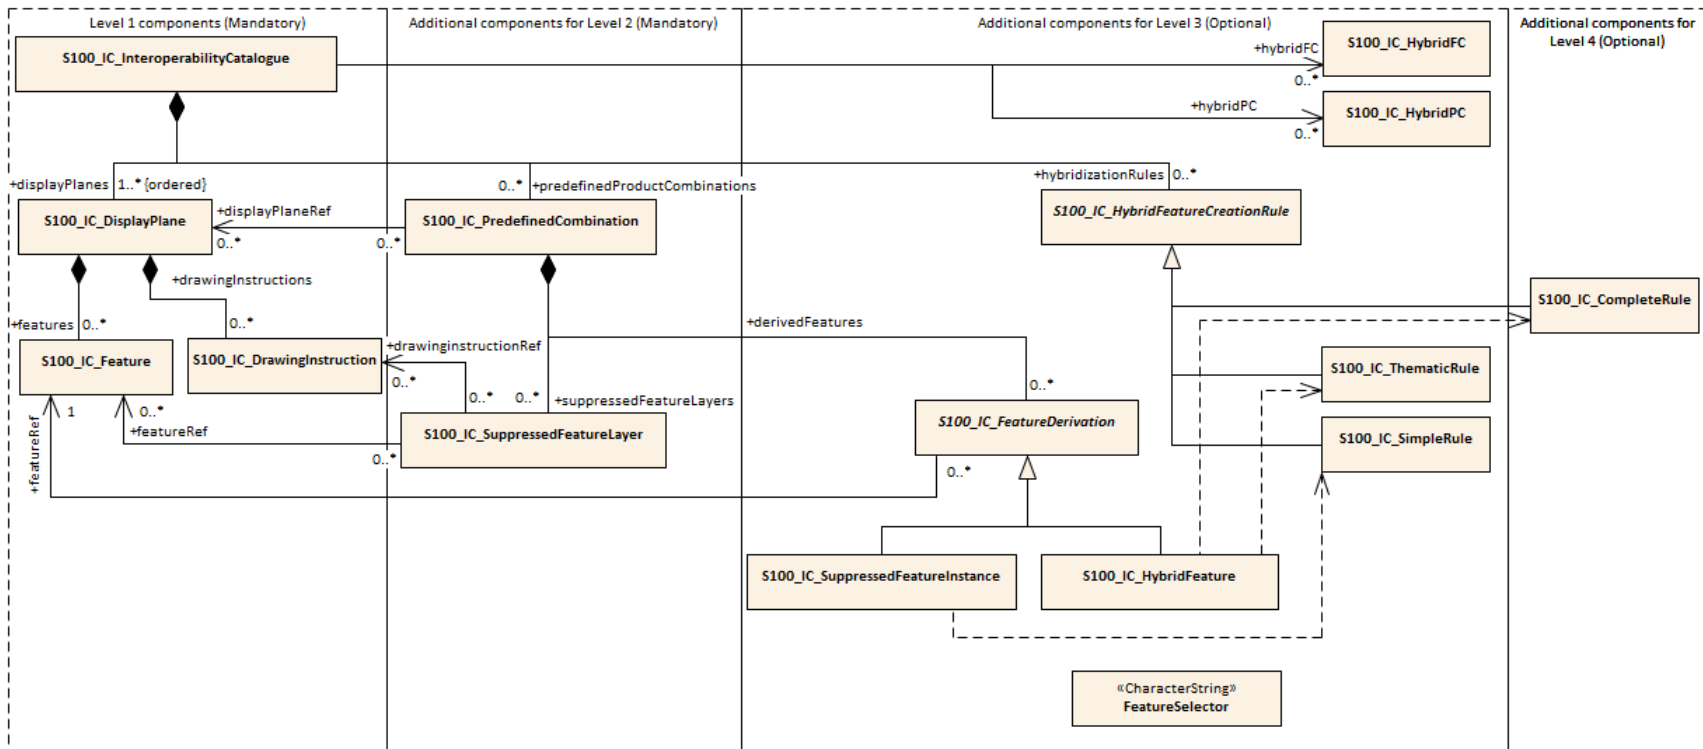 Level 1 components (Mandatory)
Additional components for Level 2 (Mandatory)
Additional components for Level 3 (Optional)
Additional components for
Level 4 (Optional)
S100_IC_InteroperabilityCatalogue
+hybridFC
0..*
S100_IC_HybridFC
+hybridPC
0..*
S100_IC_HybridPC
+displayPlanes
1..* {ordered}
0..*
+predefinedProductCombinations
+hybridizationRules
0..*
S100_IC_DisplayPlane
+displayPlaneRef
0..*
0..*
S100_IC_PredefinedCombination
S100_IC_HybridFeatureCreationRule
+drawingInstructions
S100_IC_CompleteRule
+features
0..*
0..*
+derivedFeatures
S100_IC_Feature
S100_IC_DrawingInstruction
+drawinginstructionRef
0..*
0..*
0..*
+suppressedFeatureLayers
0..*
S100_IC_ThematicRule
1
0..*
+featureRef
+featureRef
0..*
S100_IC_SuppressedFeatureLayer
S100_IC_FeatureDerivation
0..*
S100_IC_SimpleRule
S100_IC_SuppressedFeatureInstance
S100_IC_HybridFeature
«CharacterString»
FeatureSelector